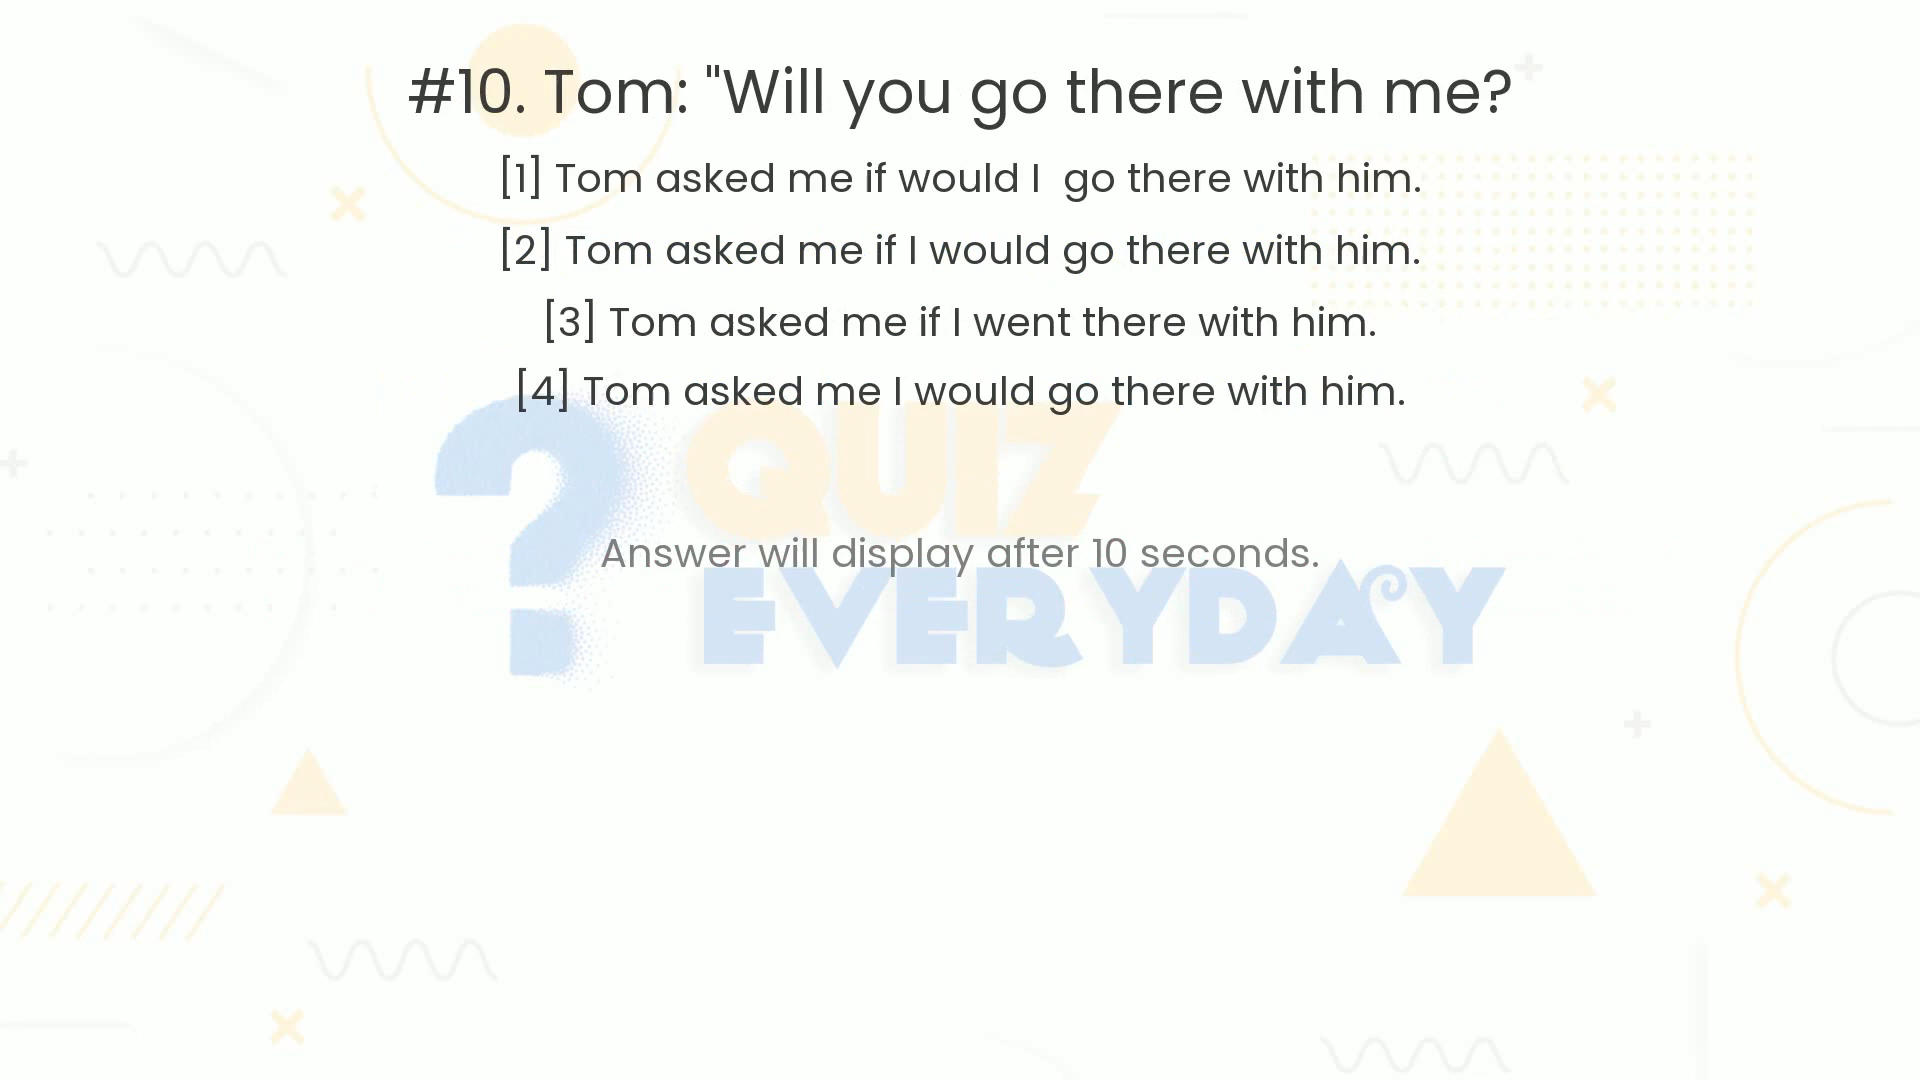 #10. Tom: "Will you go there with me?
[1] Tom asked me if would I  go there with him.
[2] Tom asked me if I would go there with him.
[3] Tom asked me if I went there with him.
[4] Tom asked me I would go there with him.
? QUIZ
Answer will display after 10 seconds.
EVERYDAY